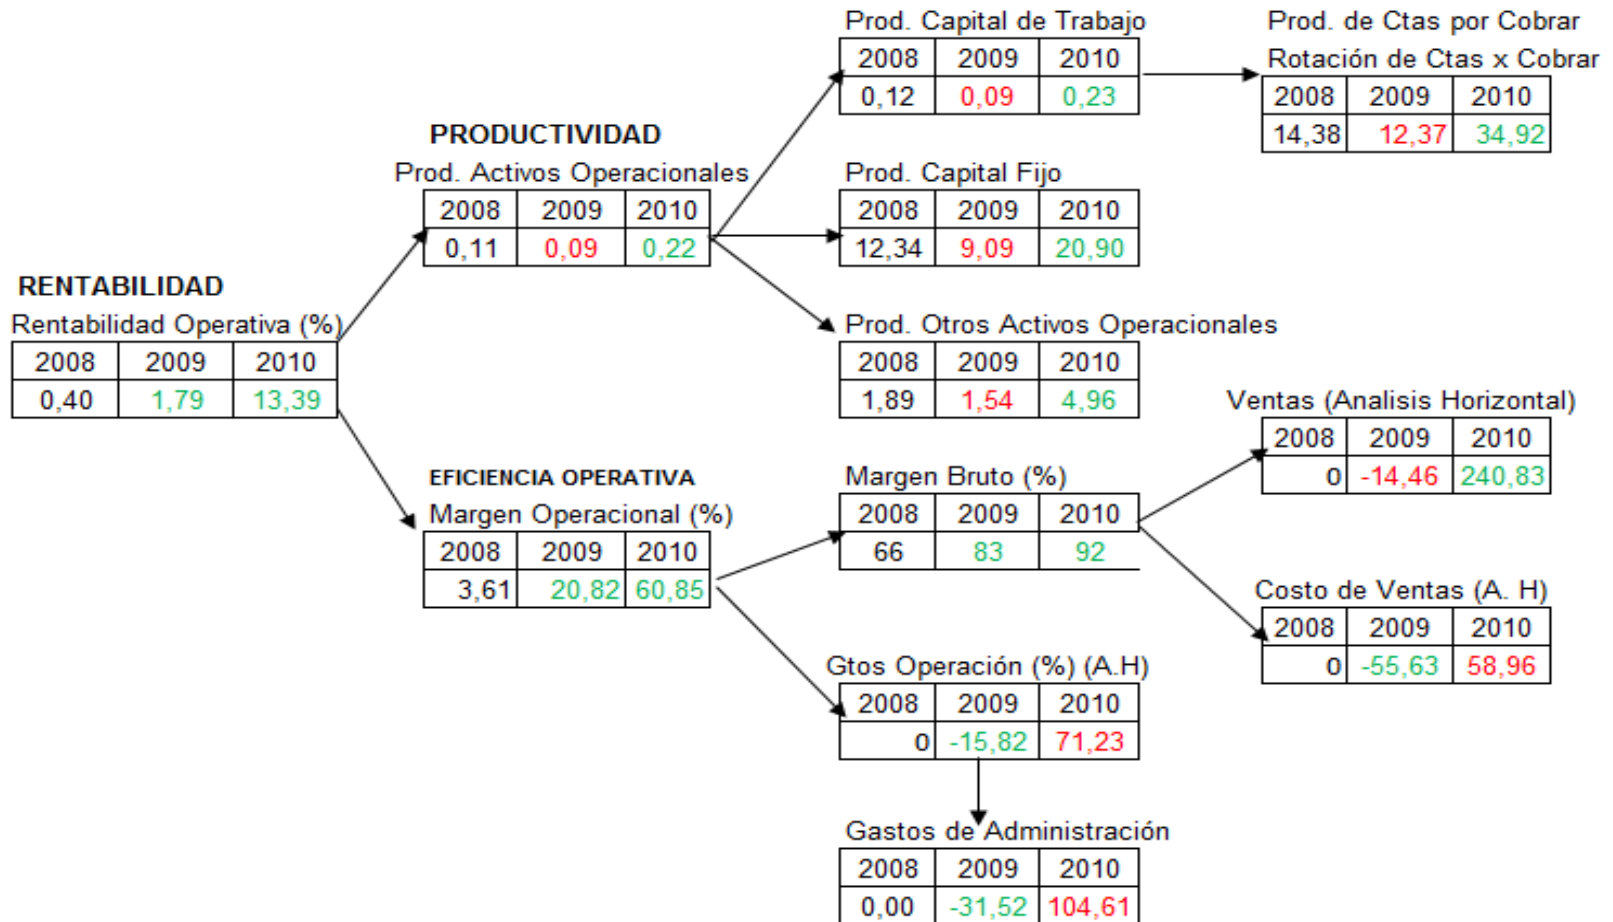 RENTABILIDAD
Rentabilidad Operativa (%)
2008 2009 2010
0,40 1,79 13,39
PRODUCTIVIDAD
Prod. Activos Operacionales
2008 2009 2010
0,11 0,09 0,22
Prod. Capital de Trabajo
2008 2009 2010
0,12 0,09 0,23
Prod. de Ctas por Cobrar
Rotación de Ctas x Cobrar
2008 2009 2010
14,38 12,37 34,92
Prod. Capital Fijo
2008 2009 2010
12,34 9,09 20,90
Prod. Otros Activos Operacionales
2008 2009 2010
1,89 1,54 4,96
EFICIENCIA OPERATIVA
Margen Operacional (%)
2008 2009 2010
3,61 20,82 60,85
Margen Bruto (%)
2008 2009 2010
66 83 92
Ventas (Analisis Horizontal)
2008 2009 2010
0 -14,46 240,83
Costo de Ventas (A. H)
2008 2009 2010
0 -55,63 58,96
Gtos Operación (%) (A.H)
2008 2009 2010
0 -15,82 71,23
Gastos de Administración
2008 2009 2010
0,00 -31,52 104,61